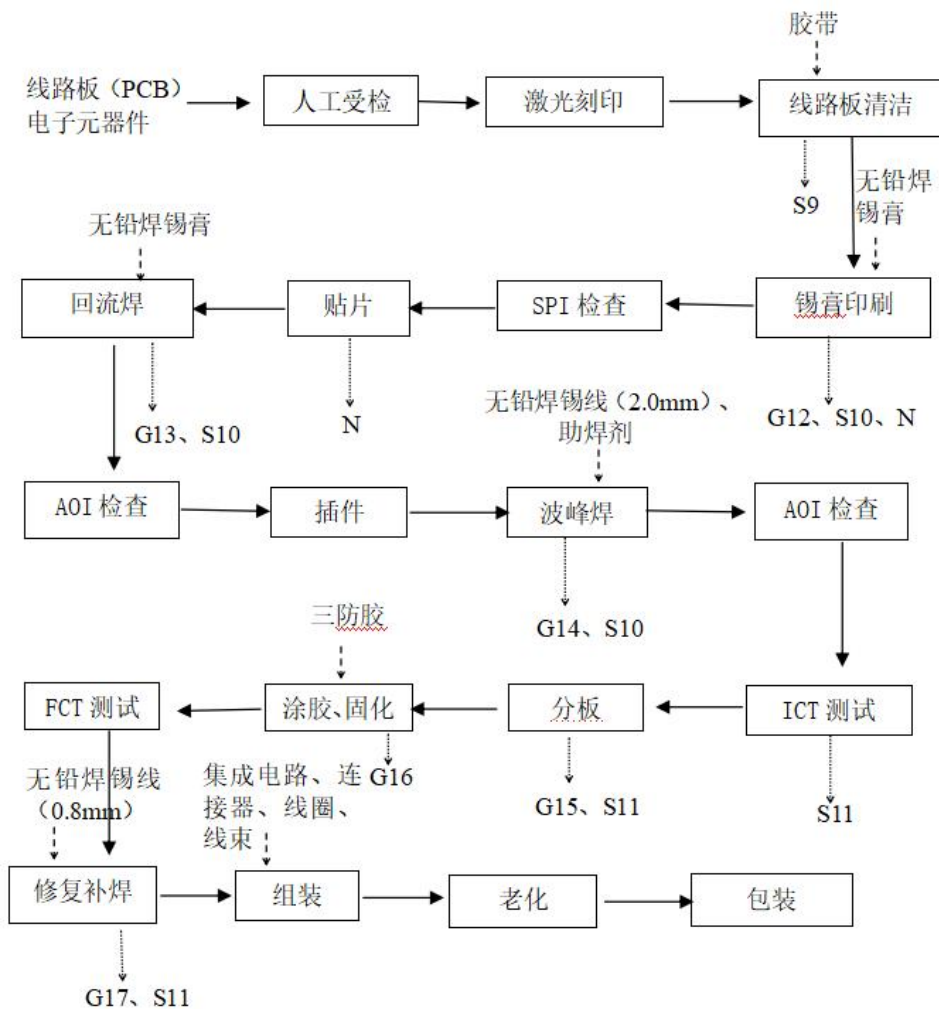 胶带
线路板（PCB）
电子元器件
人工受检
激光刻印
线路板清洁
S9
无铅焊
锡膏
无铅焊锡膏
回流焊
贴片
SPI 检查
锡膏印刷
G13、S10
N
G12、S10、N
无铅焊锡线（2.0mm）、
助焊剂
AOI 检查
插件
波峰焊
AOI 检查
G14、S10
三防胶
FCT 测试
涂胶、固化
分板
ICT 测试
G16
G15、S11
S11
无铅焊锡线
（0.8mm）
集成电路、连
接器、线圈、
线束
修复补焊
组装
老化
包装
G17、S11